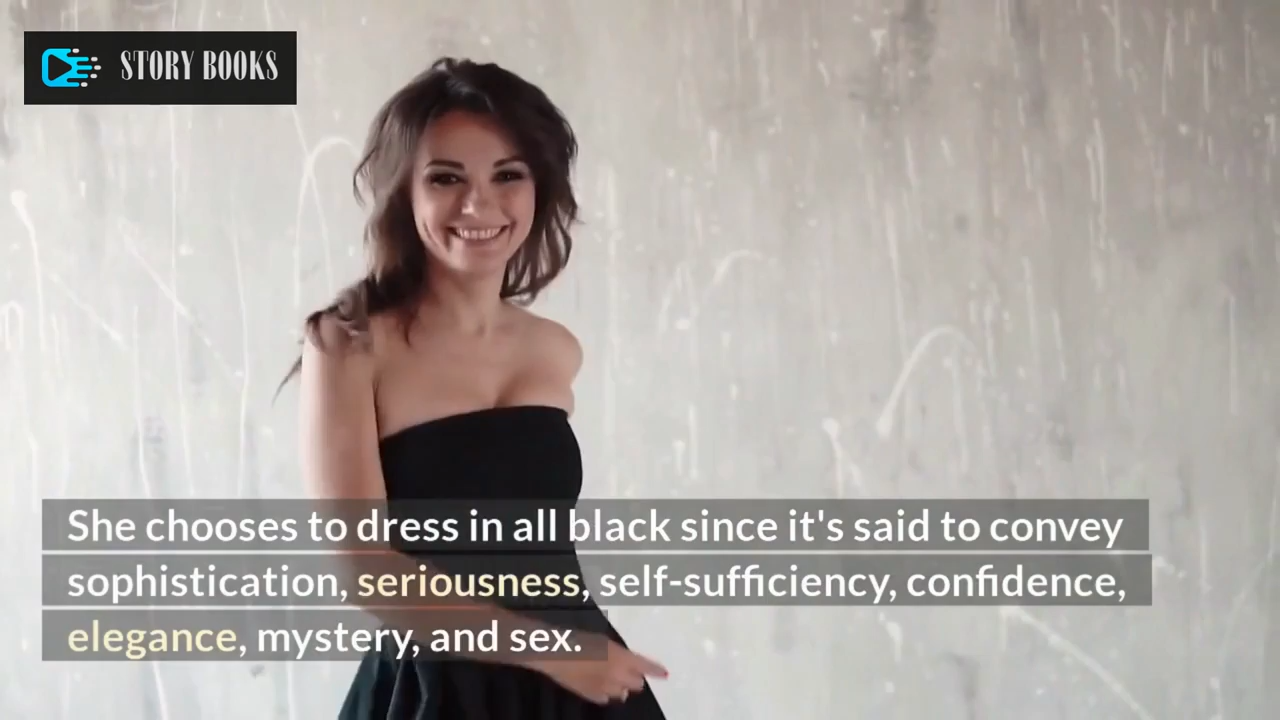 STORY BOOKS
She chooses to dress in all black since it's said to convey
sophistication, seriousness, self-sufficiency, confidence,
elegance, mystery, and sex.